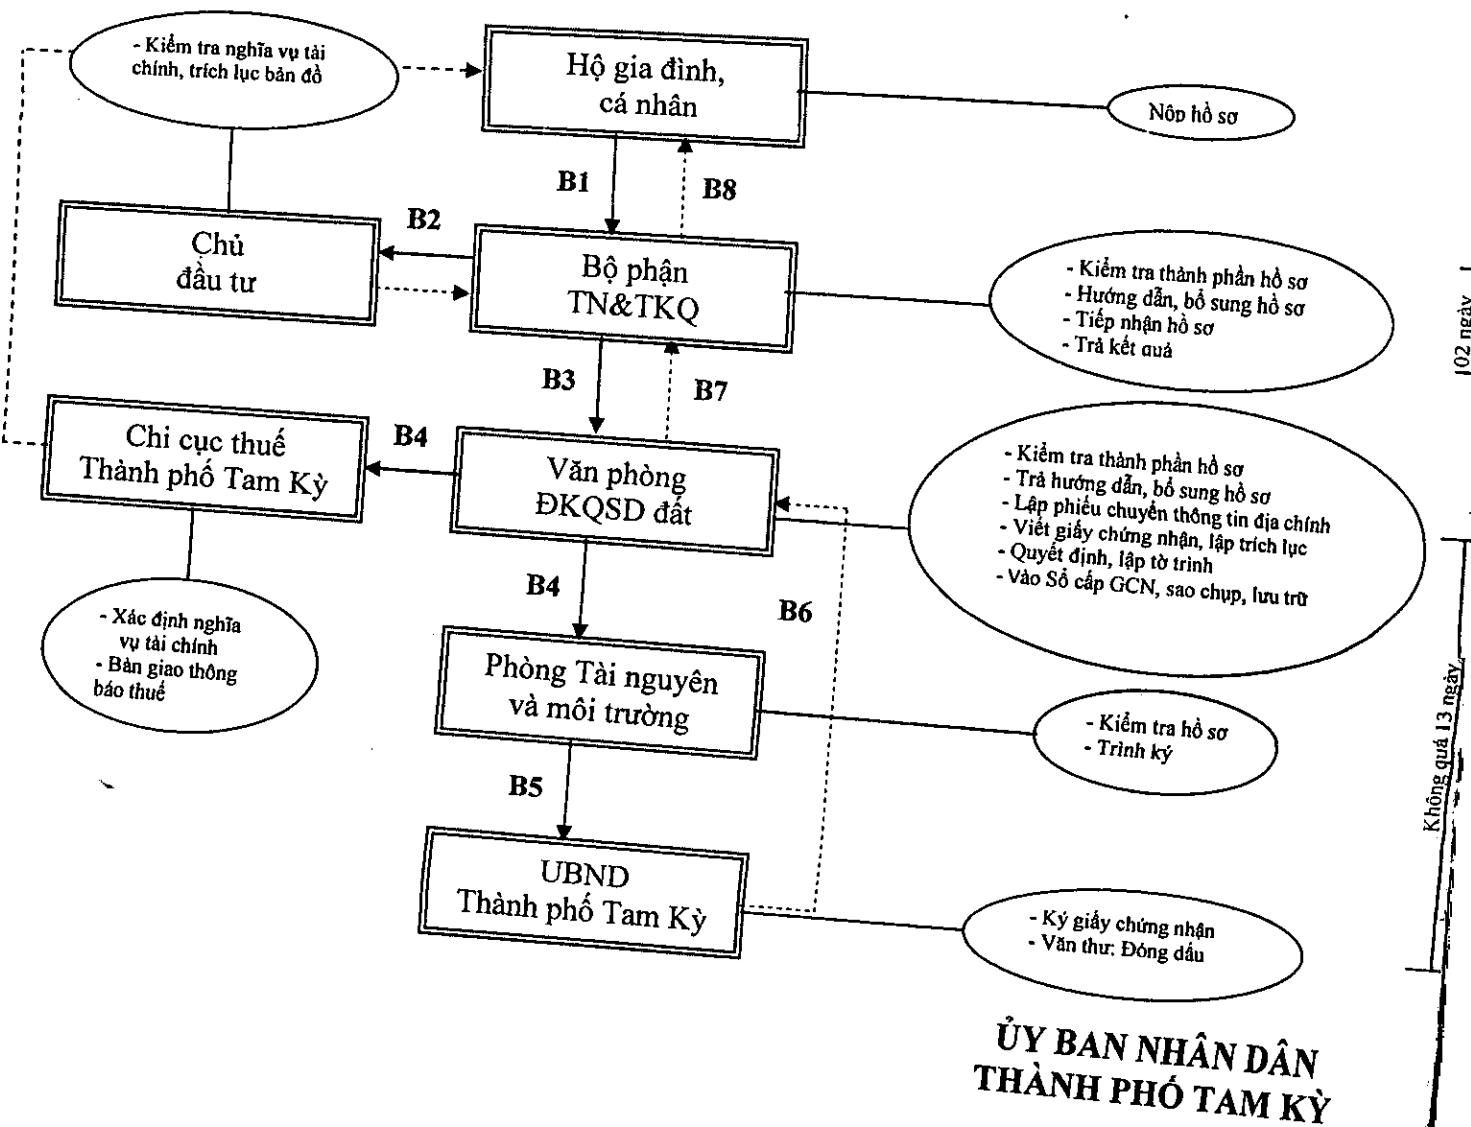 - Kiểm tra nghĩa vụ tài
chính, trích lục bản đồ
Hộ gia đình,
cá nhân
Nộp hồ sơ
B1
B8
Chủ
đầu tư
B2
Bộ phận
TN&TKQ
- Kiểm tra thành phần hồ sơ
- Hướng dẫn, bổ sung hồ sơ
- Tiếp nhận hồ sơ
- Trả kết quả
102 ngày
B3
B7
Chi cục thuế
Thành phố Tam Kỳ
B4
Văn phòng
ĐKQSD đất
- Kiểm tra thành phần hồ sơ
- Trả hướng dẫn, bổ sung hồ sơ
- Lập phiếu chuyển thông tin địa chính
- Viết giấy chứng nhận, lập trích lục
- Quyết định, lập tờ trình
- Vào Sổ cấp GCN, sao chụp, lưu trữ
B4
B6
- Xác định nghĩa
vụ tài chính
- Bàn giao thông
báo thuế
Phòng Tài nguyên
và môi trường
- Kiểm tra hồ sơ
- Trình ký
Không quá 13 ngày
B5
UBND
Thành phố Tam Kỳ
- Ký giấy chứng nhận
- Văn thư: Đóng dấu
ỦY BAN NHÂN DÂN
THÀNH PHỐ TAM KỲ